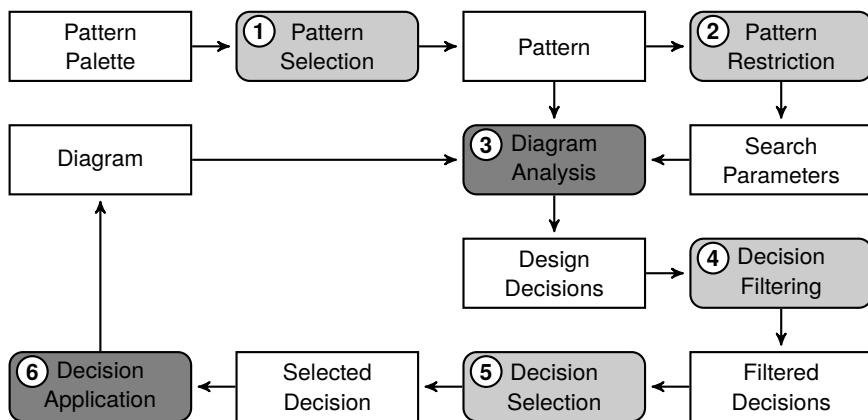 Pattern
Palette
1 Pattern
Selection
Pattern
2 Pattern
Restriction
Diagram
3 Diagram
Analysis
Search
Parameters
Design
Decisions
4 Decision
Filtering
6 Decision
Application
Selected
Decision
5 Decision
Selection
Filtered
Decisions